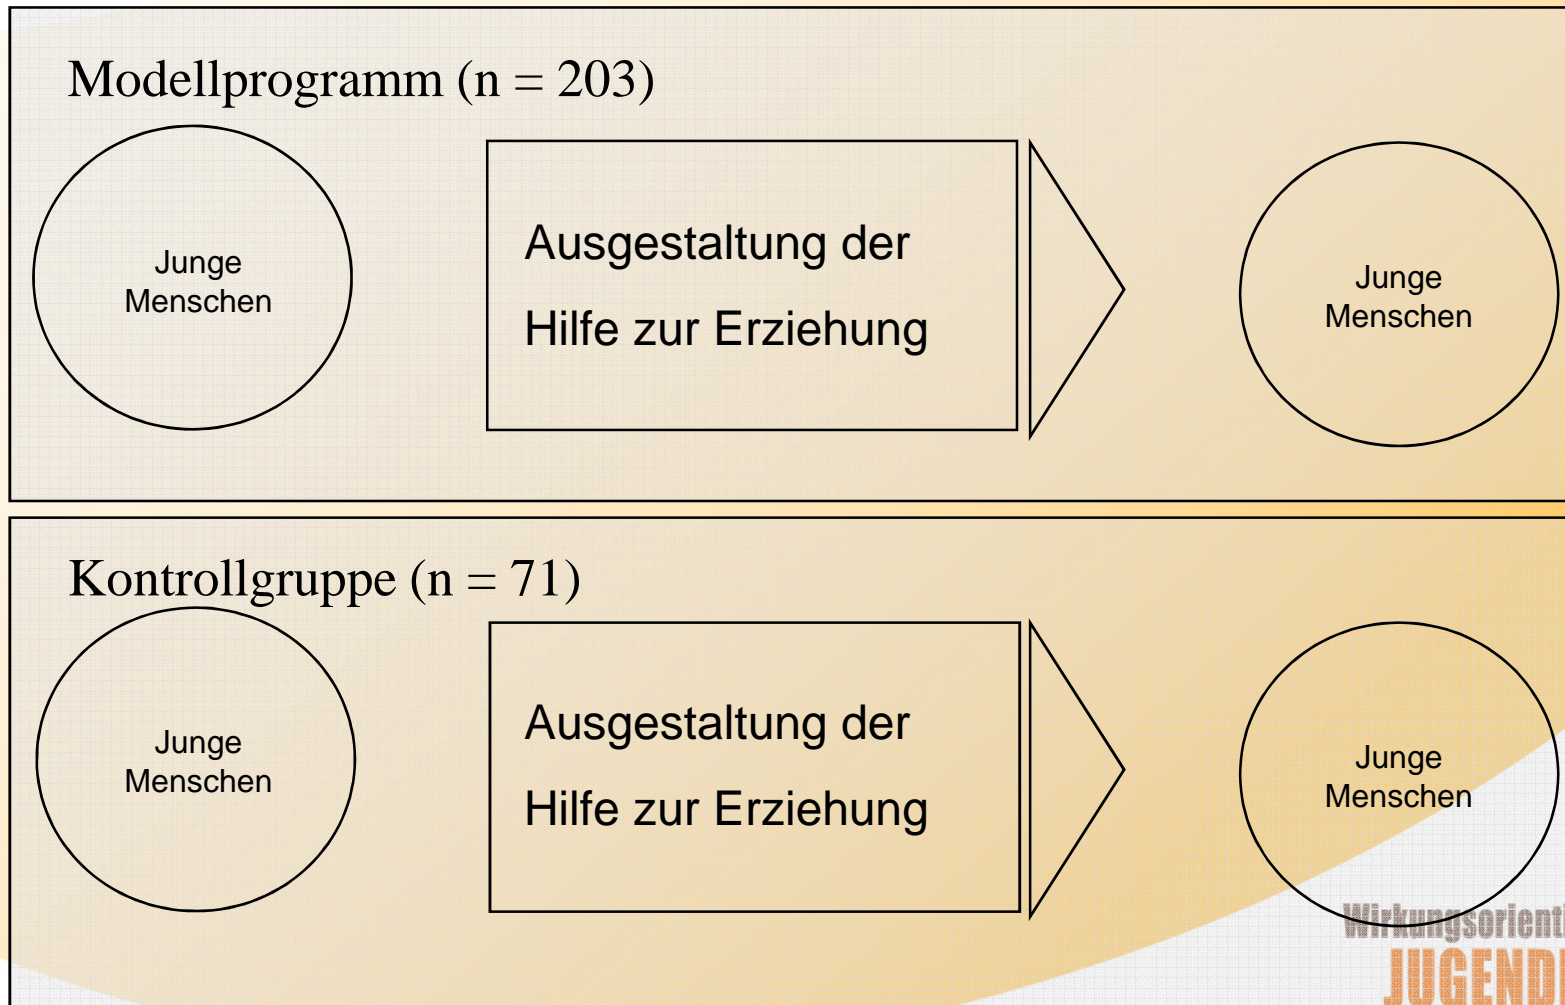 Modellprogramm (n = 203)
Junge
Menschen
Ausgestaltung der
Hilfe zur Erziehung
Junge
Menschen
Kontrollgruppe (n = 71)
Junge
Menschen
Ausgestaltung der
Hilfe zur Erziehung
Junge
Menschen